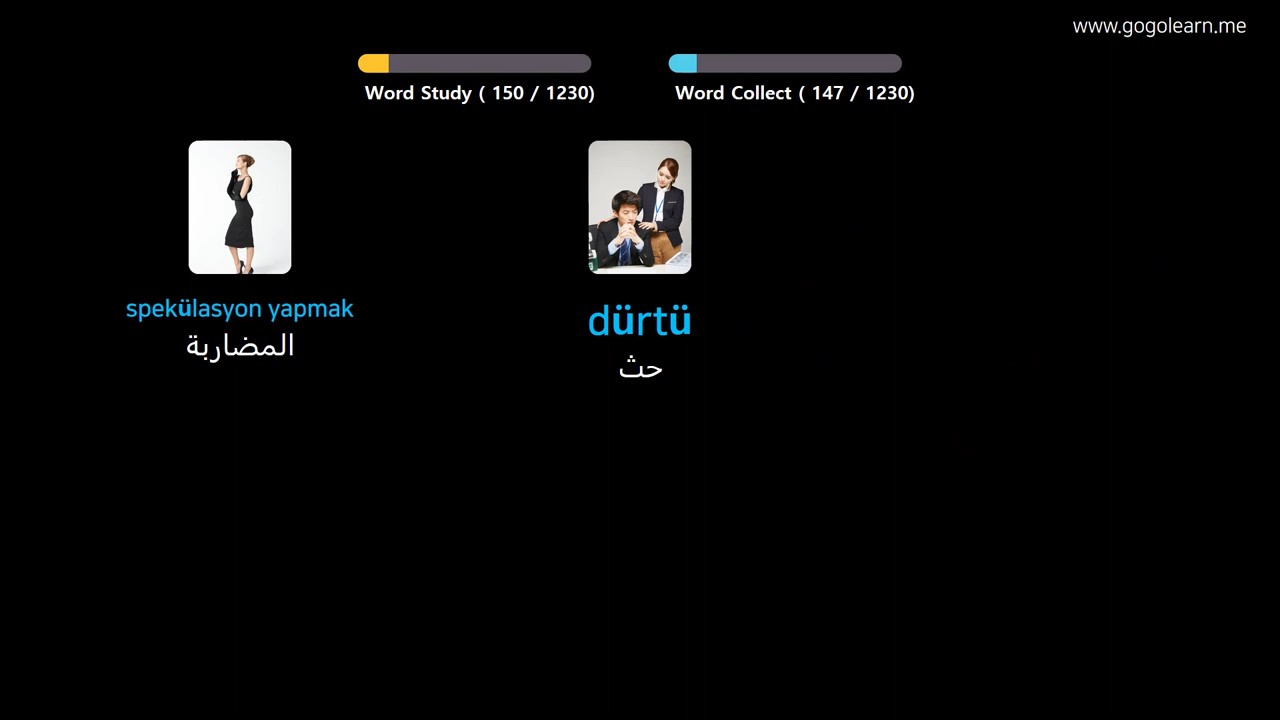 www.gogolearn.me
Word Study ( 150 / 1230)
Word Collect ( 147 / 1230)
spekülasyon yapmak
المضاربة
dürtü
حث